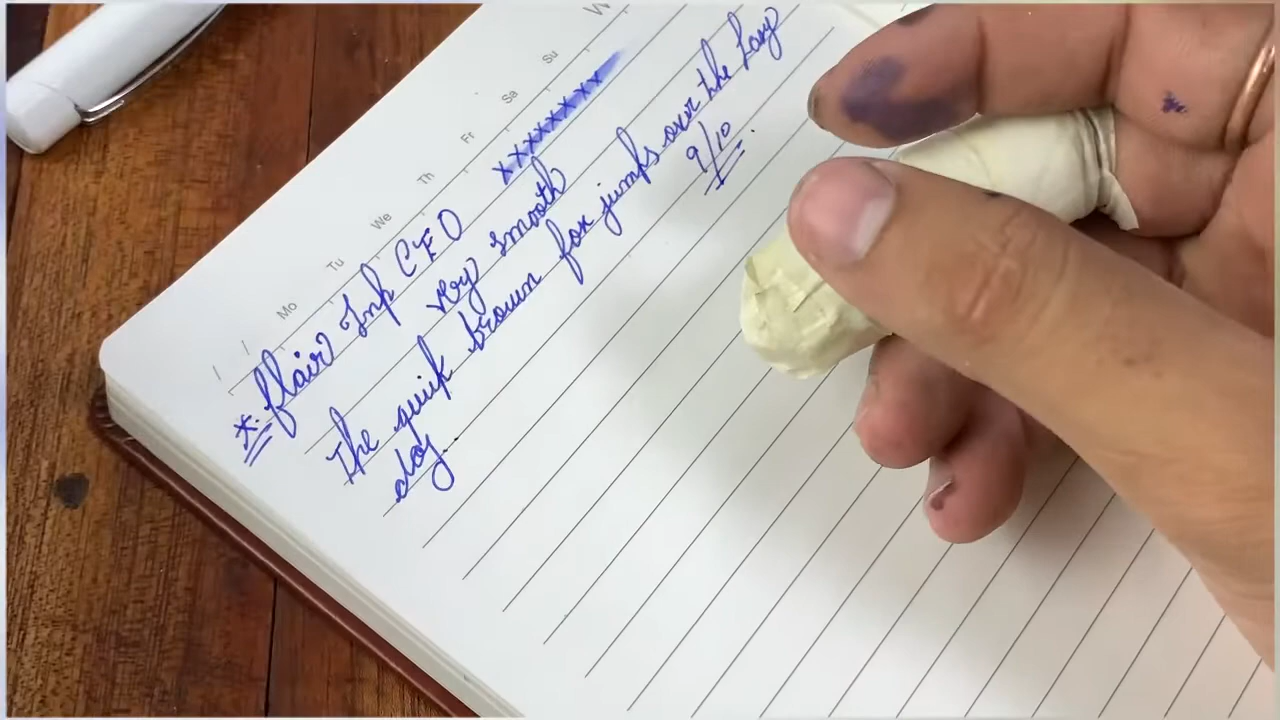 Mo Tu We Th Fr Sa Su
* flair Ink CFO xxxxxxxx
very smooth
The quick brown fox jumps over the lazy
dog.
9/10